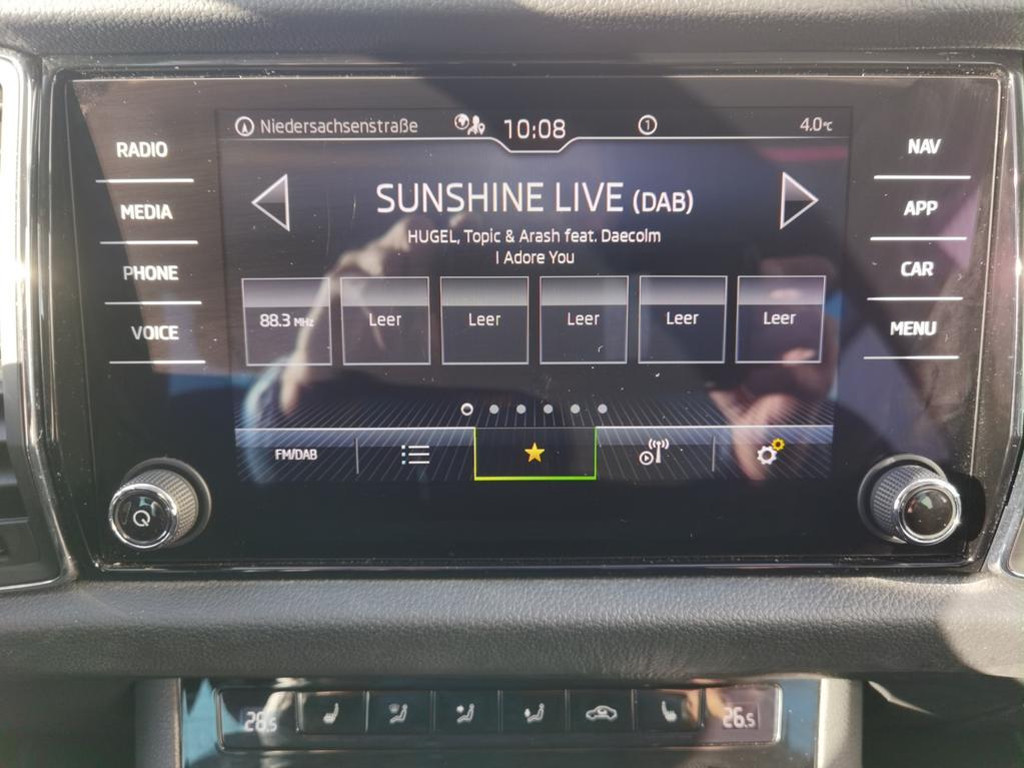 Niedersachsenstraße 10:08 1 4.0°C
RADIO
MEDIA
PHONE
VOICE
SUNSHINE LIVE (DAB)
HUGEL, Topic & Arash feat. Daecolm
I Adore You
88.3 MHz Leer Leer Leer Leer Leer
FM/DAB
NAV
APP
CAR
MENU
28.5 26.5